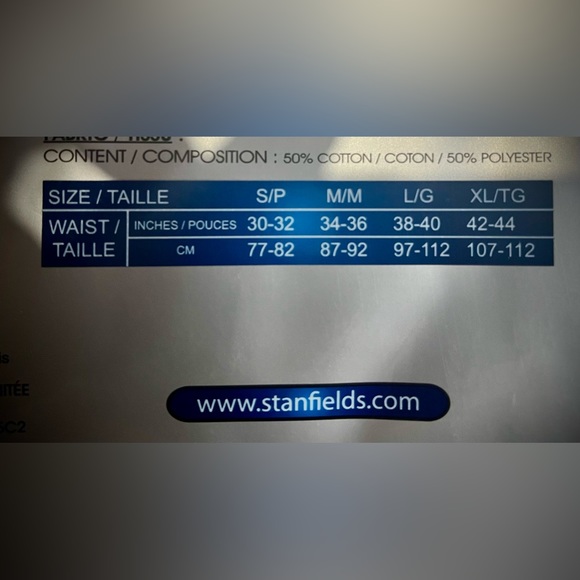 CONTENT / COMPOSITION : 50% COTTON / COTON / 50% POLYESTER
SIZE / TAILLE S/P M/M L/G XL/TG
WAIST / TAILLE INCHES / POUCES 30-32 34-36 38-40 42-44
CM 77-82 87-92 97-112 107-112
ITÉE
www.stanfields.com